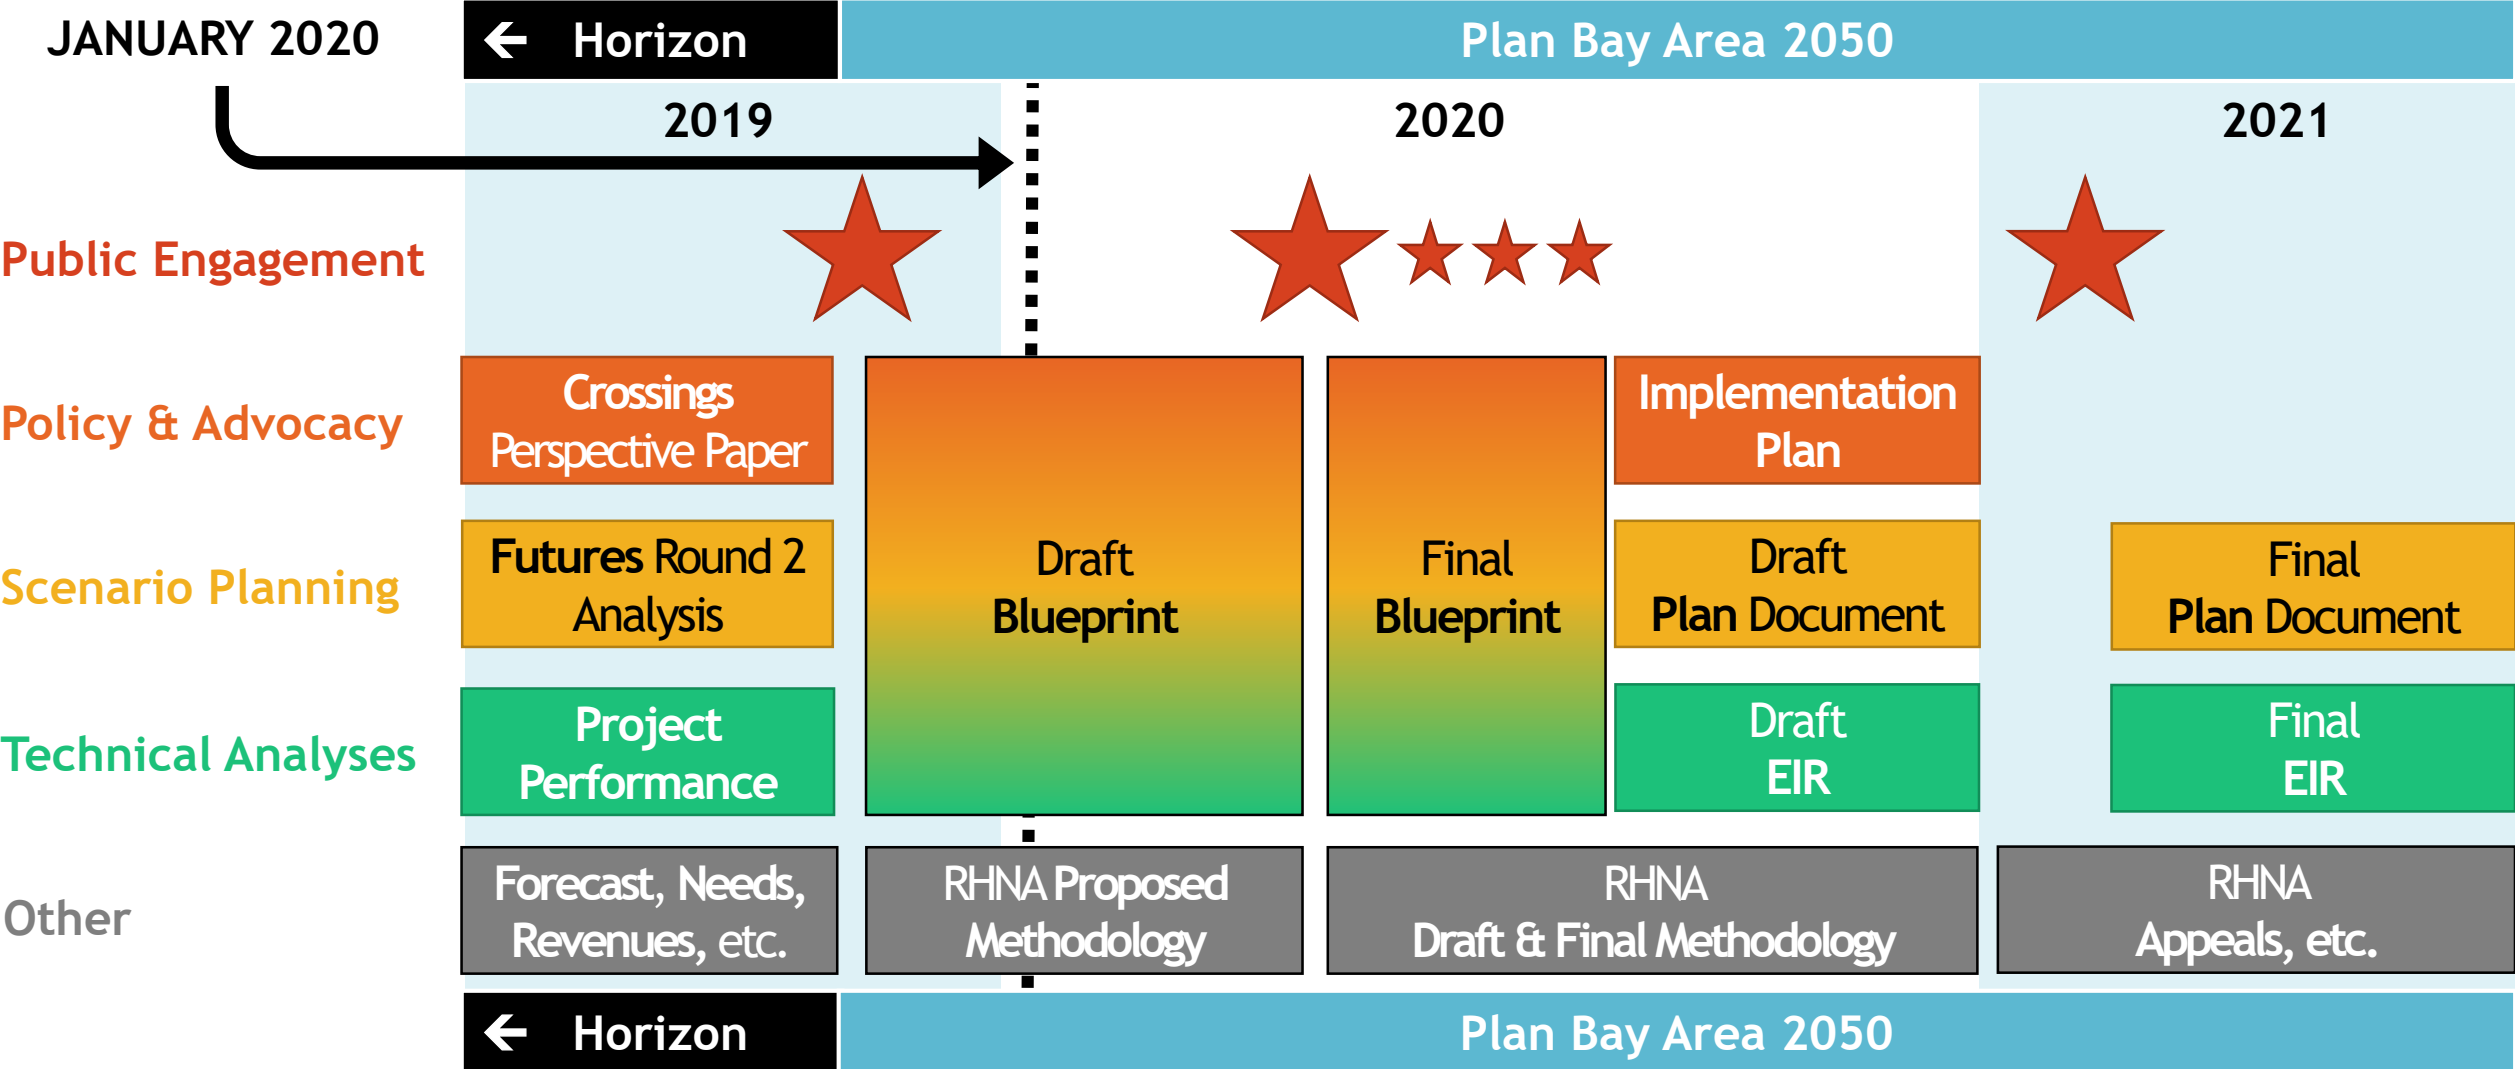 JANUARY 2020
Horizon
Plan Bay Area 2050
2019
2020
2021
Public Engagement
Policy & Advocacy
Crossings
Perspective Paper
Implementation
Plan
Scenario Planning
Futures Round 2
Analysis
Draft
Blueprint
Final
Blueprint
Draft
Plan Document
Final
Plan Document
Technical Analyses
Project
Performance
Draft
EIR
Final
EIR
Other
Forecast, Needs,
Revenues, etc.
RHNA Proposed
Methodology
RHNA
Draft & Final Methodology
RHNA
Appeals, etc.
Horizon
Plan Bay Area 2050